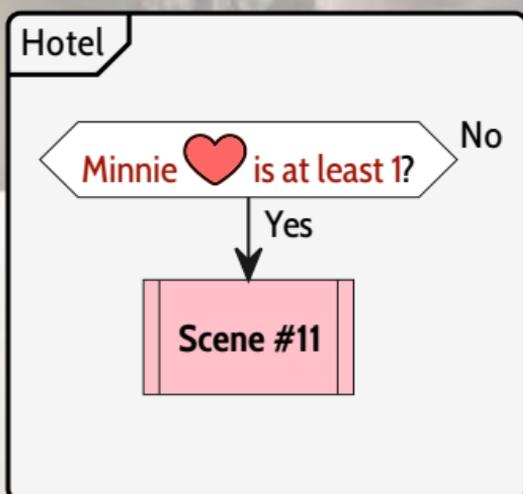 Hotel
Minnie is at least 1?
No
Yes
Scene #11